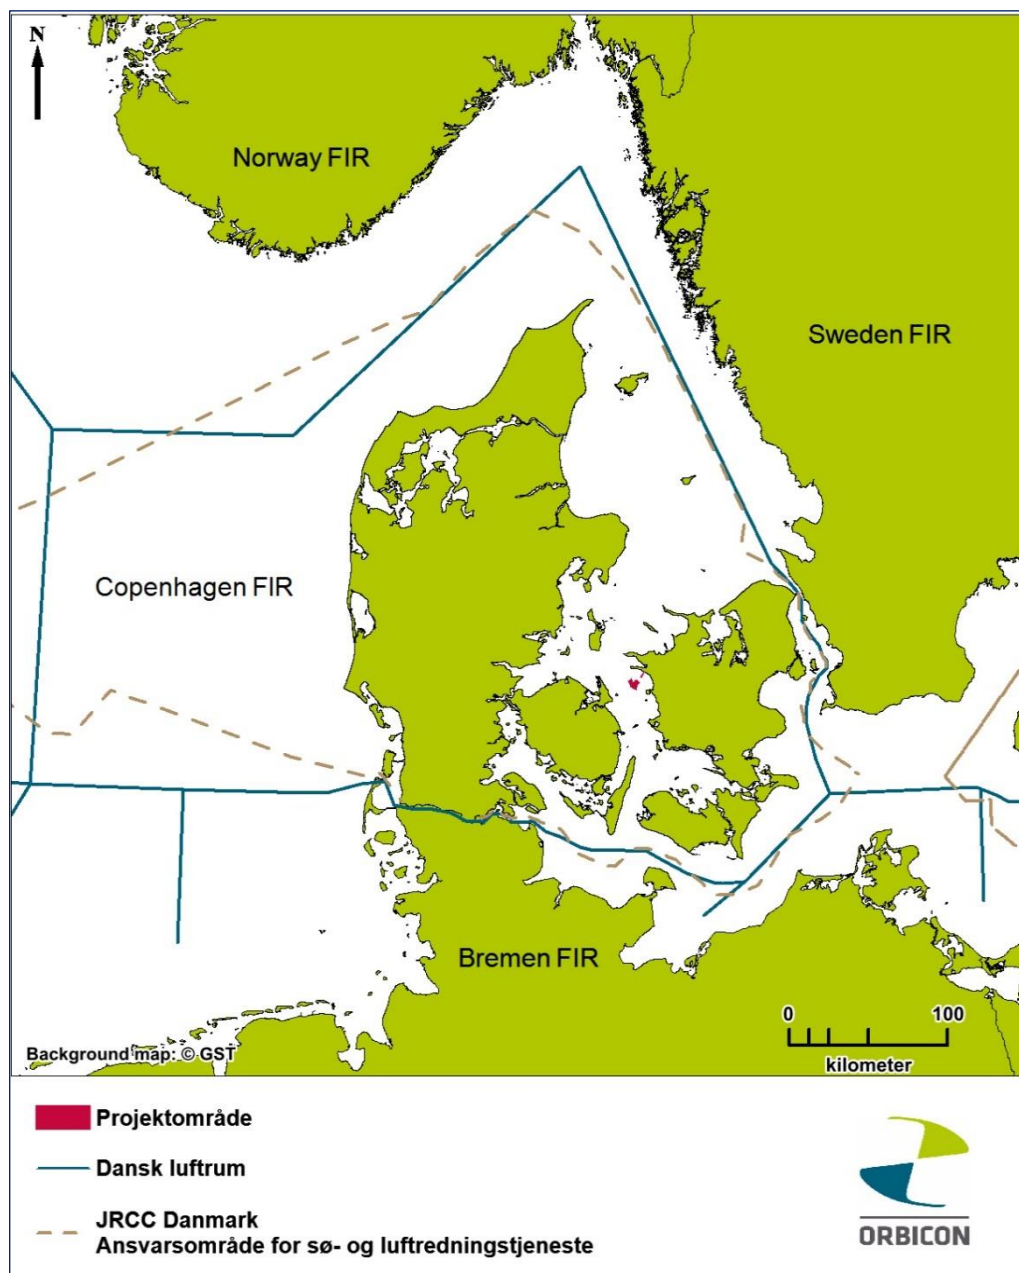 N
Norway FIR
Sweden FIR
Copenhagen FIR
Bremen FIR
0 100
kilometer
Background map: © GST
Projektområde
Dansk luftrum
JRCC Danmark
Ansvarsområde for sø- og luftredningstjeneste
ORBICON